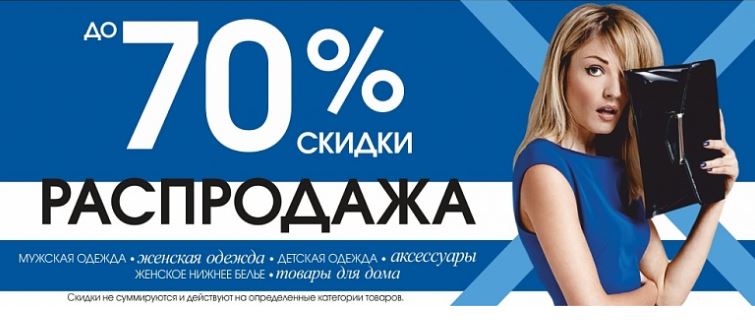 ДО
70%
СКИДКИ
РАСПРОДАЖА
МУЖСКАЯ ОДЕЖДА • женская одежда • ДЕТСКАЯ ОДЕЖДА • аксессуары
ЖЕНСКОЕ НИЖНЕЕ БЕЛЬЕ • товары для дома
Скидки не суммируются и действуют на определенные категории товаров.